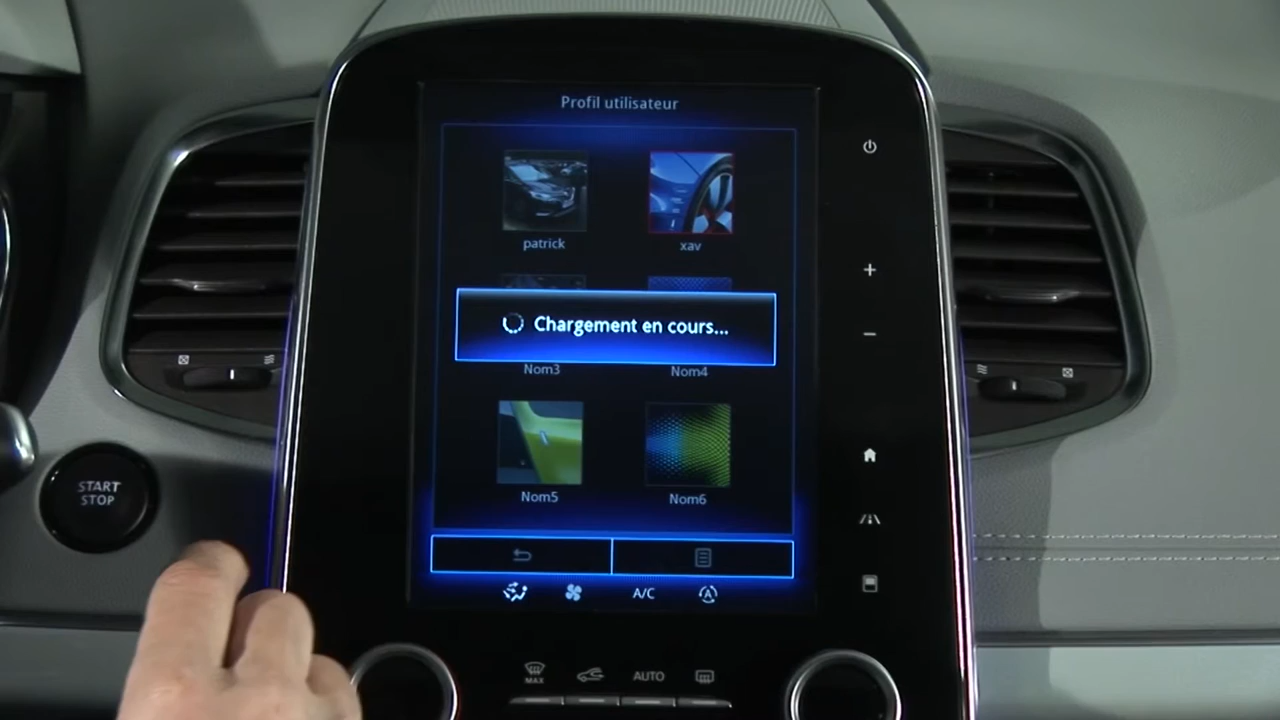 Profil utilisateur
patrick
xav
Chargement en cours...
Nom3
Nom4
Nom5
Nom6
START
STOP
A/C
A
MAX
AUTO